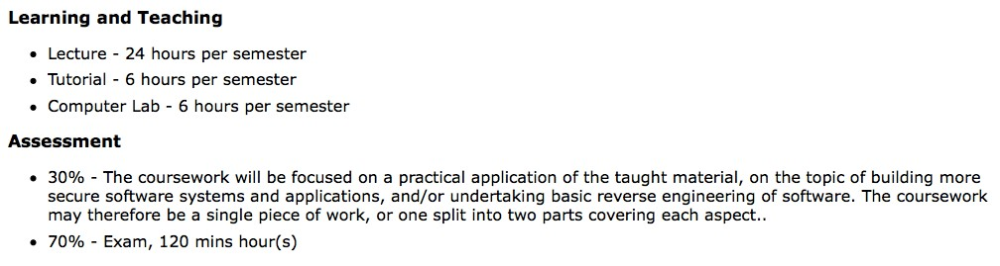 Learning and Teaching
• Lecture - 24 hours per semester
• Tutorial - 6 hours per semester
• Computer Lab - 6 hours per semester
Assessment
• 30% - The coursework will be focused on a practical application of the taught material, on the topic of building more
secure software systems and applications, and/or undertaking basic reverse engineering of software. The coursework
may therefore be a single piece of work, or one split into two parts covering each aspect..
• 70% - Exam, 120 mins hour(s)